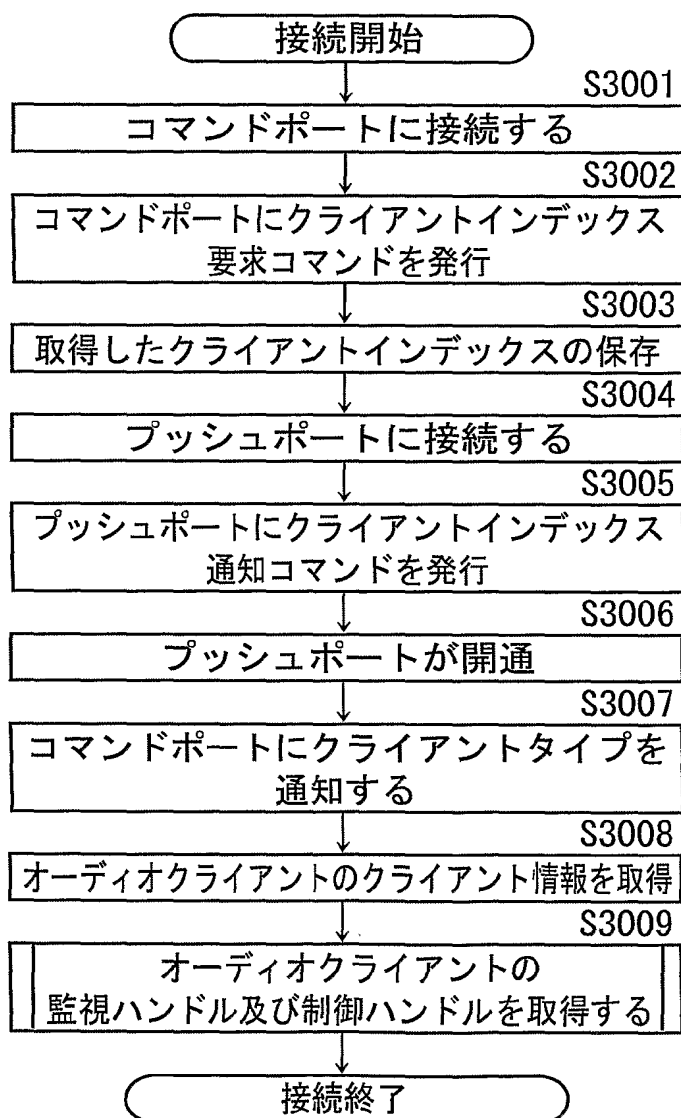 接続開始
S3001
コマンドポートに接続する
S3002
コマンドポートにクライアントインデックス
要求コマンドを発行
S3003
取得したクライアントインデックスの保存
S3004
プッシュポートに接続する
S3005
プッシュポートにクライアントインデックス
通知コマンドを発行
S3006
プッシュポートが開通
S3007
コマンドポートにクライアントタイプを
通知する
S3008
オーディオクライアントのクライアント情報を取得
S3009
オーディオクライアントの
監視ハンドル及び制御ハンドルを取得する
接続終了